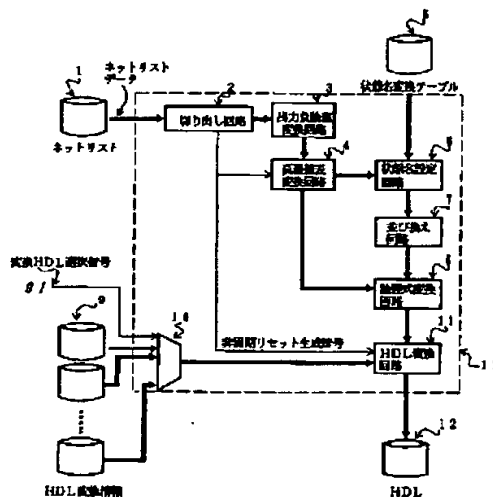 5
状態名変換テーブル
1
ネットリスト
データ
ネットリスト
2
切り出し回路
3
出力負論理
変換回路
4
真理値表
変換回路
6
状態名設定
回路
7
並び換え
回路
8
論理式変換
回路
変換HDL選択信号
S1
9
10
非同期リセット生成信号
11
HDL変換
回路
HDL変換情報
12
HDL